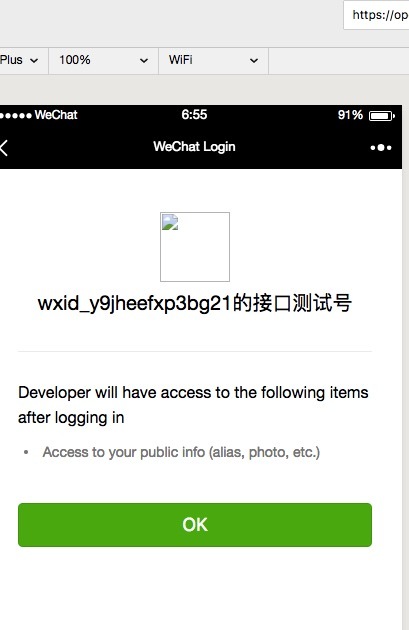 https://op
Plus
100%
WiFi
WeChat
6:55
91%
WeChat Login
wxid_y9jheefxp3bg21的接口测试号
Developer will have access to the following items
after logging in
Access to your public info (alias, photo, etc.)
OK